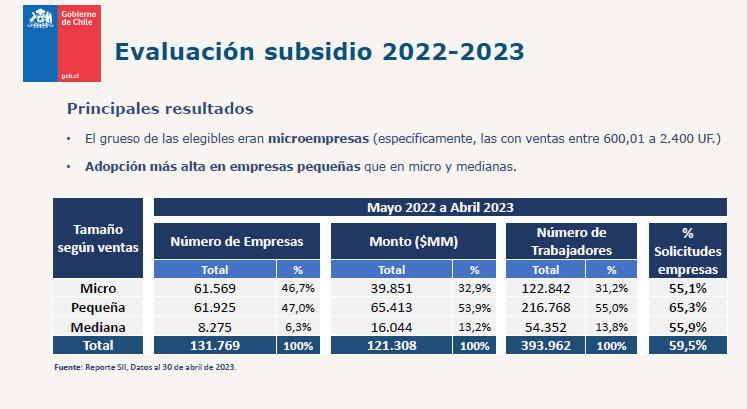 Gobierno
de Chile
gob.cl
Evaluación subsidio 2022–2023
Principales resultados
• El grueso de las elegibles eran microempresas (específicamente, las con ventas entre 600,01 a 2.400 UF.)
• Adopción más alta en empresas pequeñas que en micro y medianas.
Tamaño según ventas
Mayo 2022 a Abril 2023
Número de Empresas Monto ($MM) Número de Trabajadores % Solicitudes empresas
Total % Total % Total %
Micro 61.569 46,7% 39.851 32,9% 122.842 31,2% 55,1%
Pequeña 61.925 47,0% 65.413 53,9% 216.768 55,0% 65,3%
Mediana 8.275 6,3% 16.044 13,2% 54.352 13,8% 55,9%
Total 131.769 100% 121.308 100% 393.962 100% 59,5%
Fuente: Reporte SII, Datos al 30 de abril de 2023.